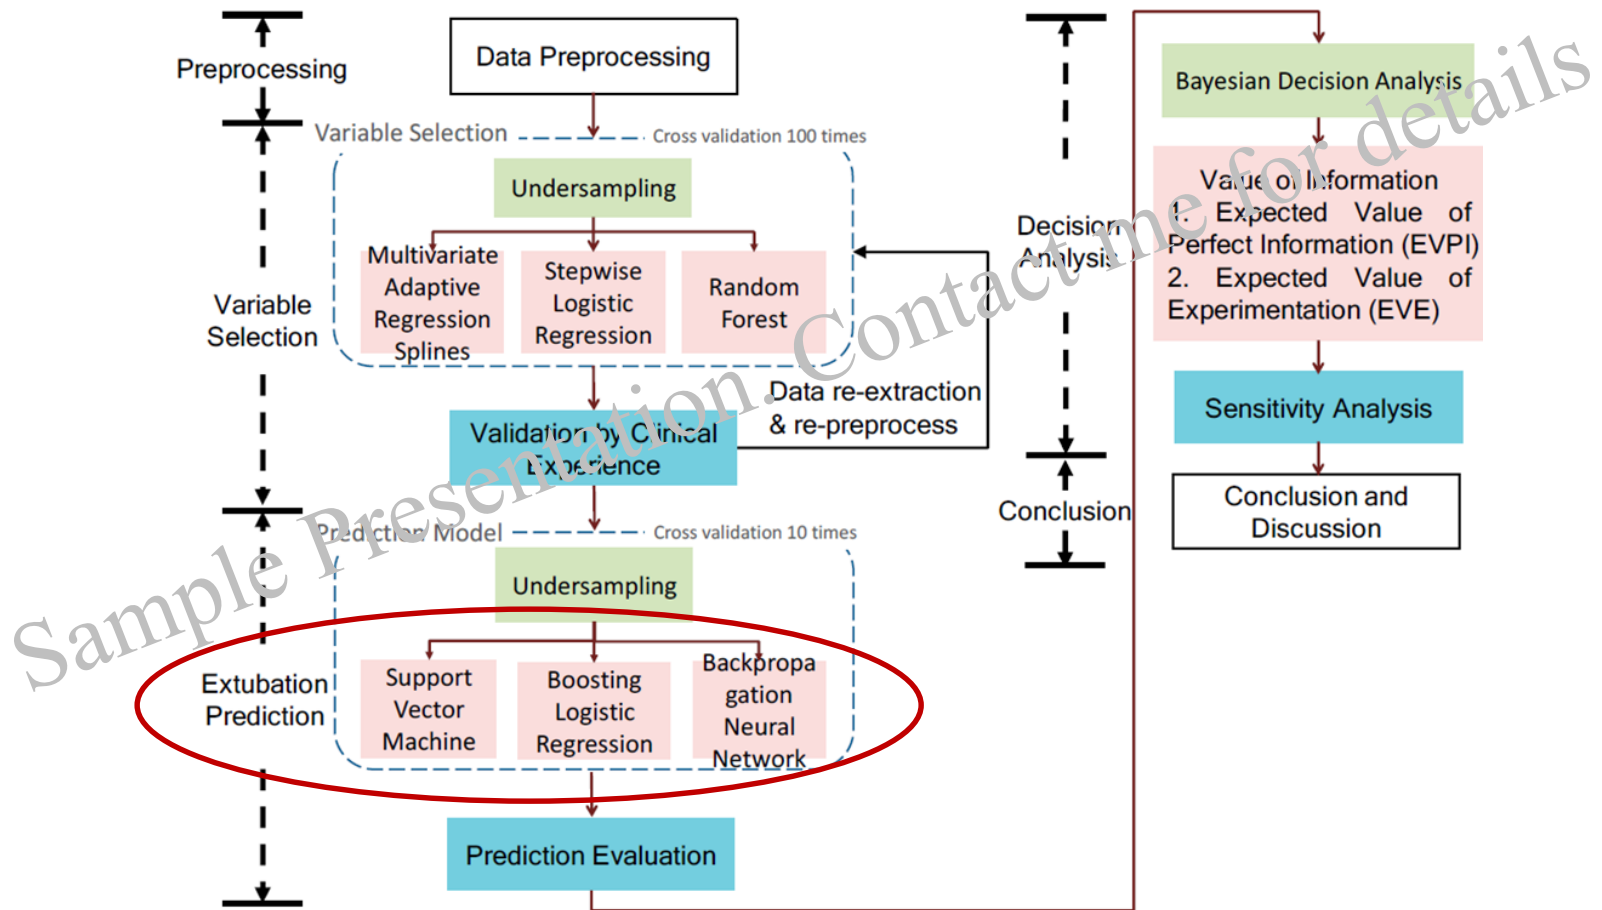 Preprocessing
Data Preprocessing
Variable Selection
Cross validation 100 times
Undersampling
Multivariate
Adaptive
Regression
Splines
Stepwise
Logistic
Regression
Random
Forest
Variable
Selection
Data re-extraction
& re-preprocess
Validation by Clinical
Experience
Prediction Model
Cross validation 10 times
Undersampling
Extubation
Prediction
Support
Vector
Machine
Boosting
Logistic
Regression
Backpropa
gation
Neural
Network
Prediction Evaluation
Decision
Analysis
Bayesian Decision Analysis
Value of Information
1. Expected Value of
Perfect Information (EVPI)
2. Expected Value of
Experimentation (EVE)
Sensitivity Analysis
Conclusion
Conclusion and
Discussion
Sample Presentation. Contact me for details